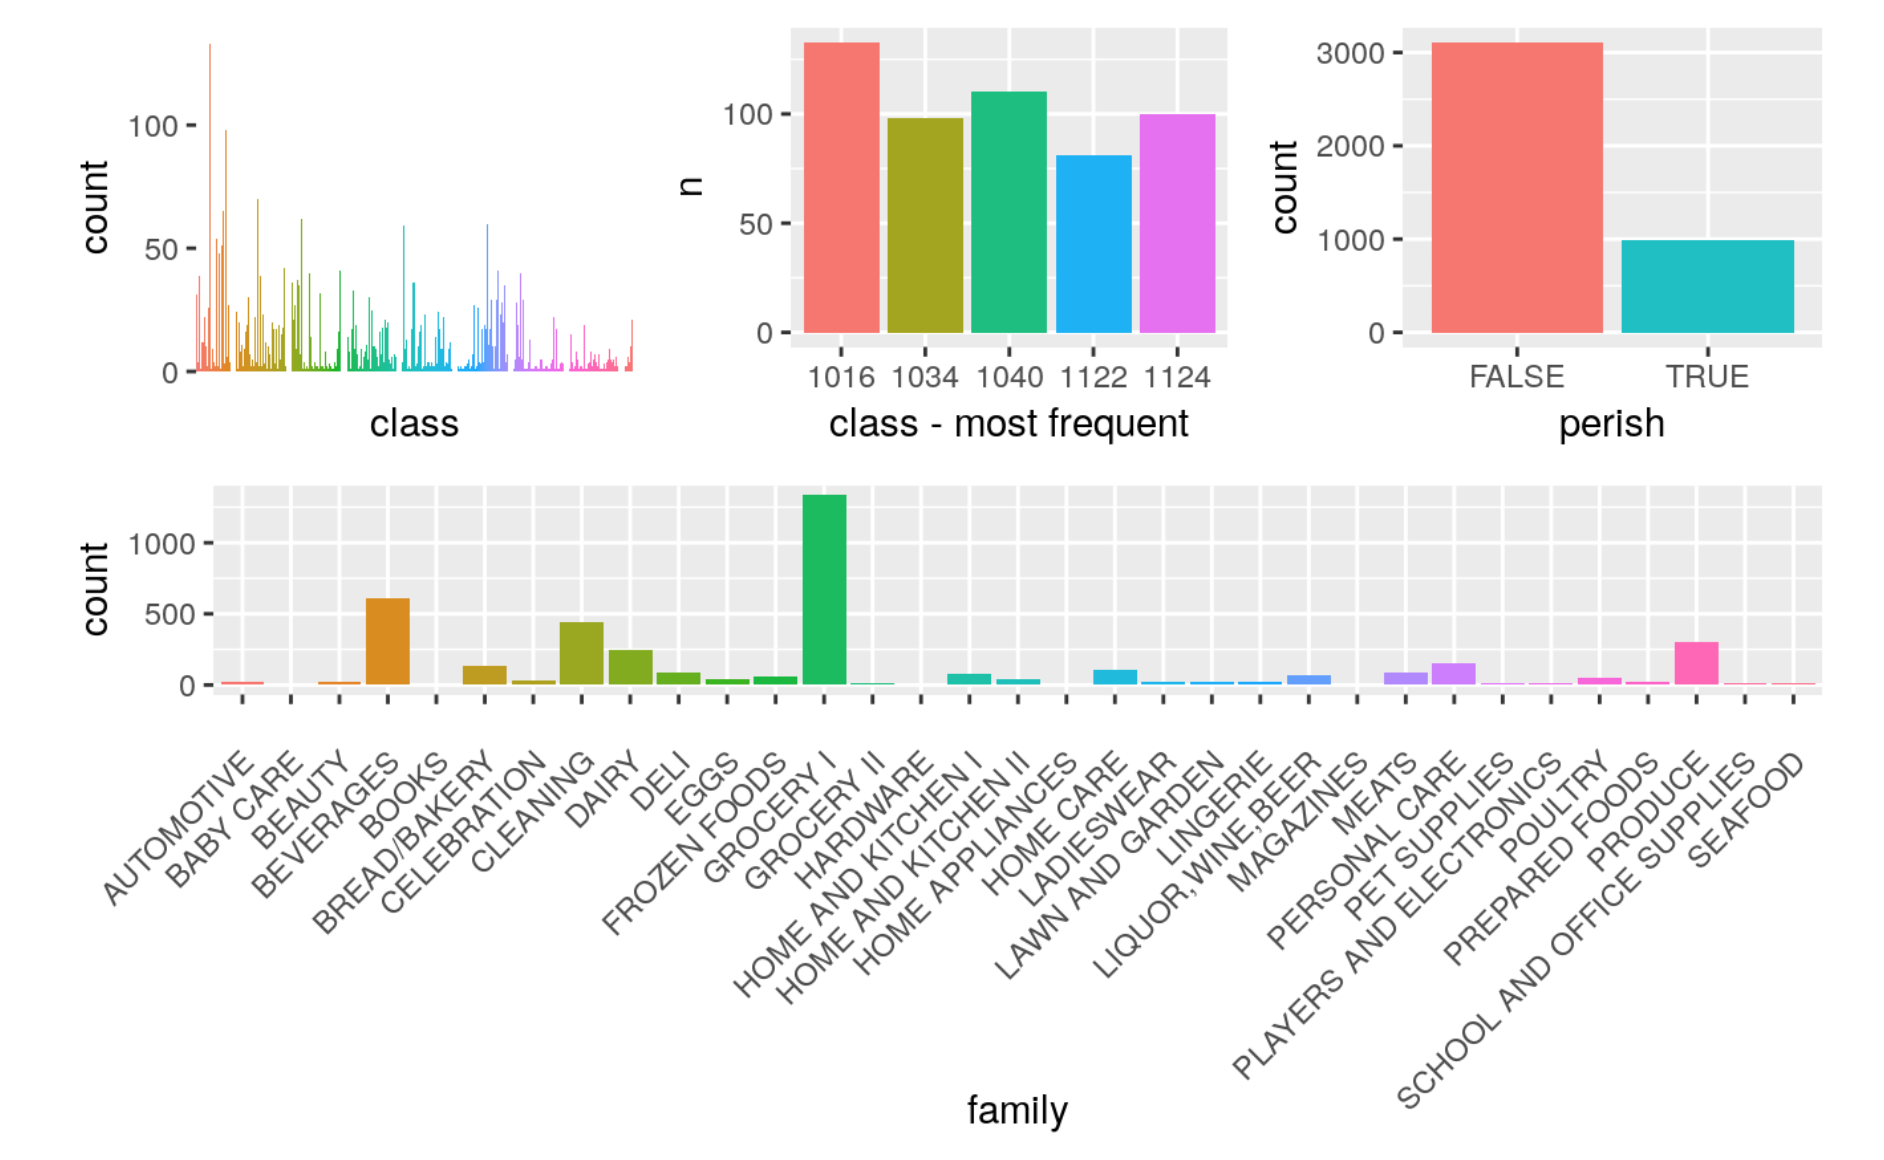 count
100
50
0
class
n
100
50
0
1016 1034 1040 1122 1124
class - most frequent
count
3000
2000
1000
0
FALSE TRUE
perish
count
1000
500
0
AUTOMOTIVE
BABY CARE
BEAUTY
BEVERAGES
BOOKS
BREAD/BAKERY
CELEBRATION
CLEANING
DAIRY
DELI
EGGS
FROZEN FOODS
GROCERY I
GROCERY II
HARDWARE
HOME AND KITCHEN I
HOME AND KITCHEN II
HOME APPLIANCES
HOME CARE
LADIESWEAR
LAWN AND GARDEN
LINGERIE
LIQUOR,WINE,BEER
MAGAZINES
MEATS
PERSONAL CARE
PET SUPPLIES
PLAYERS AND ELECTRONICS
POULTRY
PREPARED FOODS
PRODUCE
SCHOOL AND OFFICE SUPPLIES
SEAFOOD
family